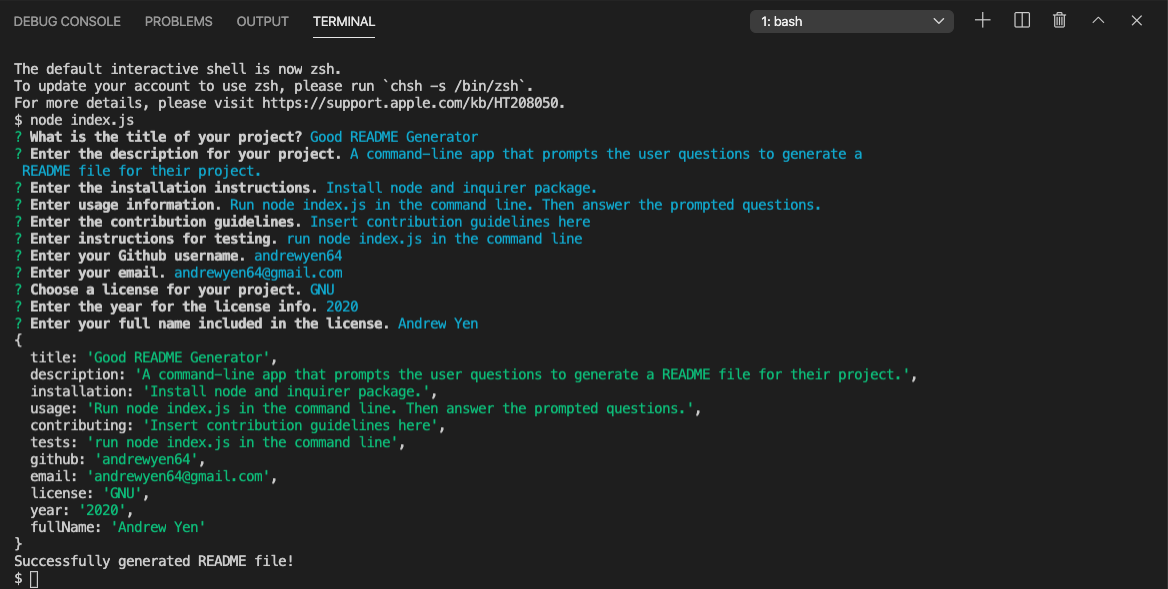 DEBUG CONSOLE PROBLEMS OUTPUT TERMINAL 1: bash
The default interactive shell is now zsh.
To update your account to use zsh, please run `chsh -s /bin/zsh`.
For more details, please visit https://support.apple.com/kb/HT208050.
$ node index.js
? What is the title of your project? Good README Generator
? Enter the description for your project. A command-line app that prompts the user questions to generate a
README file for their project.
? Enter the installation instructions. Install node and inquirer package.
? Enter usage information. Run node index.js in the command line. Then answer the prompted questions.
? Enter the contribution guidelines. Insert contribution guidelines here
? Enter instructions for testing. run node index.js in the command line
? Enter your Github username. andrewyen64
? Enter your email. andrewyen64@gmail.com
? Choose a license for your project. GNU
? Enter the year for the license info. 2020
? Enter your full name included in the license. Andrew Yen
{
  title: 'Good README Generator',
  description: 'A command-line app that prompts the user questions to generate a README file for their project.',
  installation: 'Install node and inquirer package.',
  usage: 'Run node index.js in the command line. Then answer the prompted questions.',
  contributing: 'Insert contribution guidelines here',
  tests: 'run node index.js in the command line',
  github: 'andrewyen64',
  email: 'andrewyen64@gmail.com',
  license: 'GNU',
  year: '2020',
  fullName: 'Andrew Yen'
}
Successfully generated README file!
$